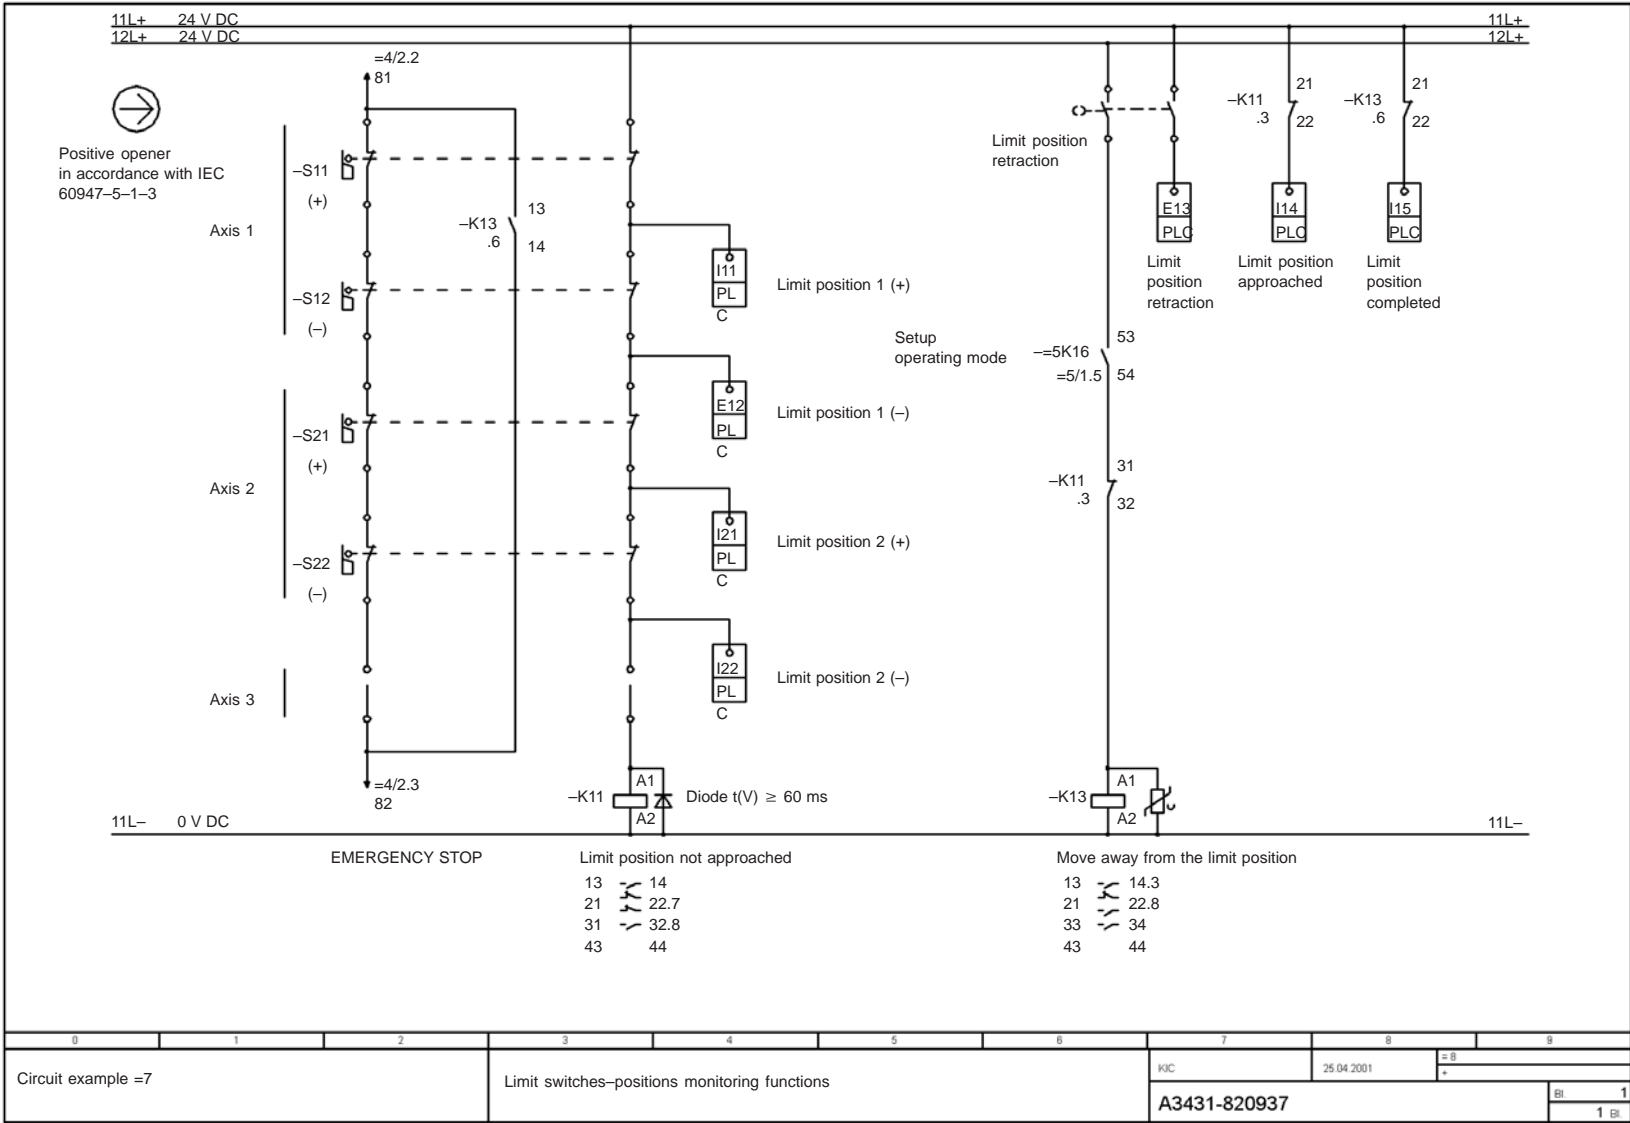 11L+ 24 V DC 11L+
12L+ 24 V DC 12L+
=4/2.2
81
Positive opener
in accordance with IEC
60947–5–1–3
Axis 1
–S11
(+)
–S12
(–)
–K13
.6
13
14
Axis 2
–S21
(+)
–S22
(–)
Axis 3
=4/2.3
82
I11
PL
C
Limit position 1 (+)
E12
PL
C
Limit position 1 (–)
I21
PL
C
Limit position 2 (+)
I22
PL
C
Limit position 2 (–)
–K11
A1
A2
Diode t(V) ≥ 60 ms
Limit position
retraction
Setup
operating mode
–=5K16
=5/1.5
53
54
–K11
.3
31
32
–K13
A1
A2
E13
PLC
Limit
position
retraction
–K11
.3
21
22
I14
PLC
Limit position
approached
–K13
.6
21
22
I15
PLC
Limit
position
completed
11L– 0 V DC 11L–
EMERGENCY STOP
Limit position not approached
13 14
21 22.7
31 32.8
43 44
Move away from the limit position
13 14.3
21 22.8
33 34
43 44
0 1 2 3 4 5 6 7 8 9
Circuit example =7
Limit switches–positions monitoring functions
KIC
25.04.2001
= 8
+
A3431-820937
Bl. 1
1 Bl.